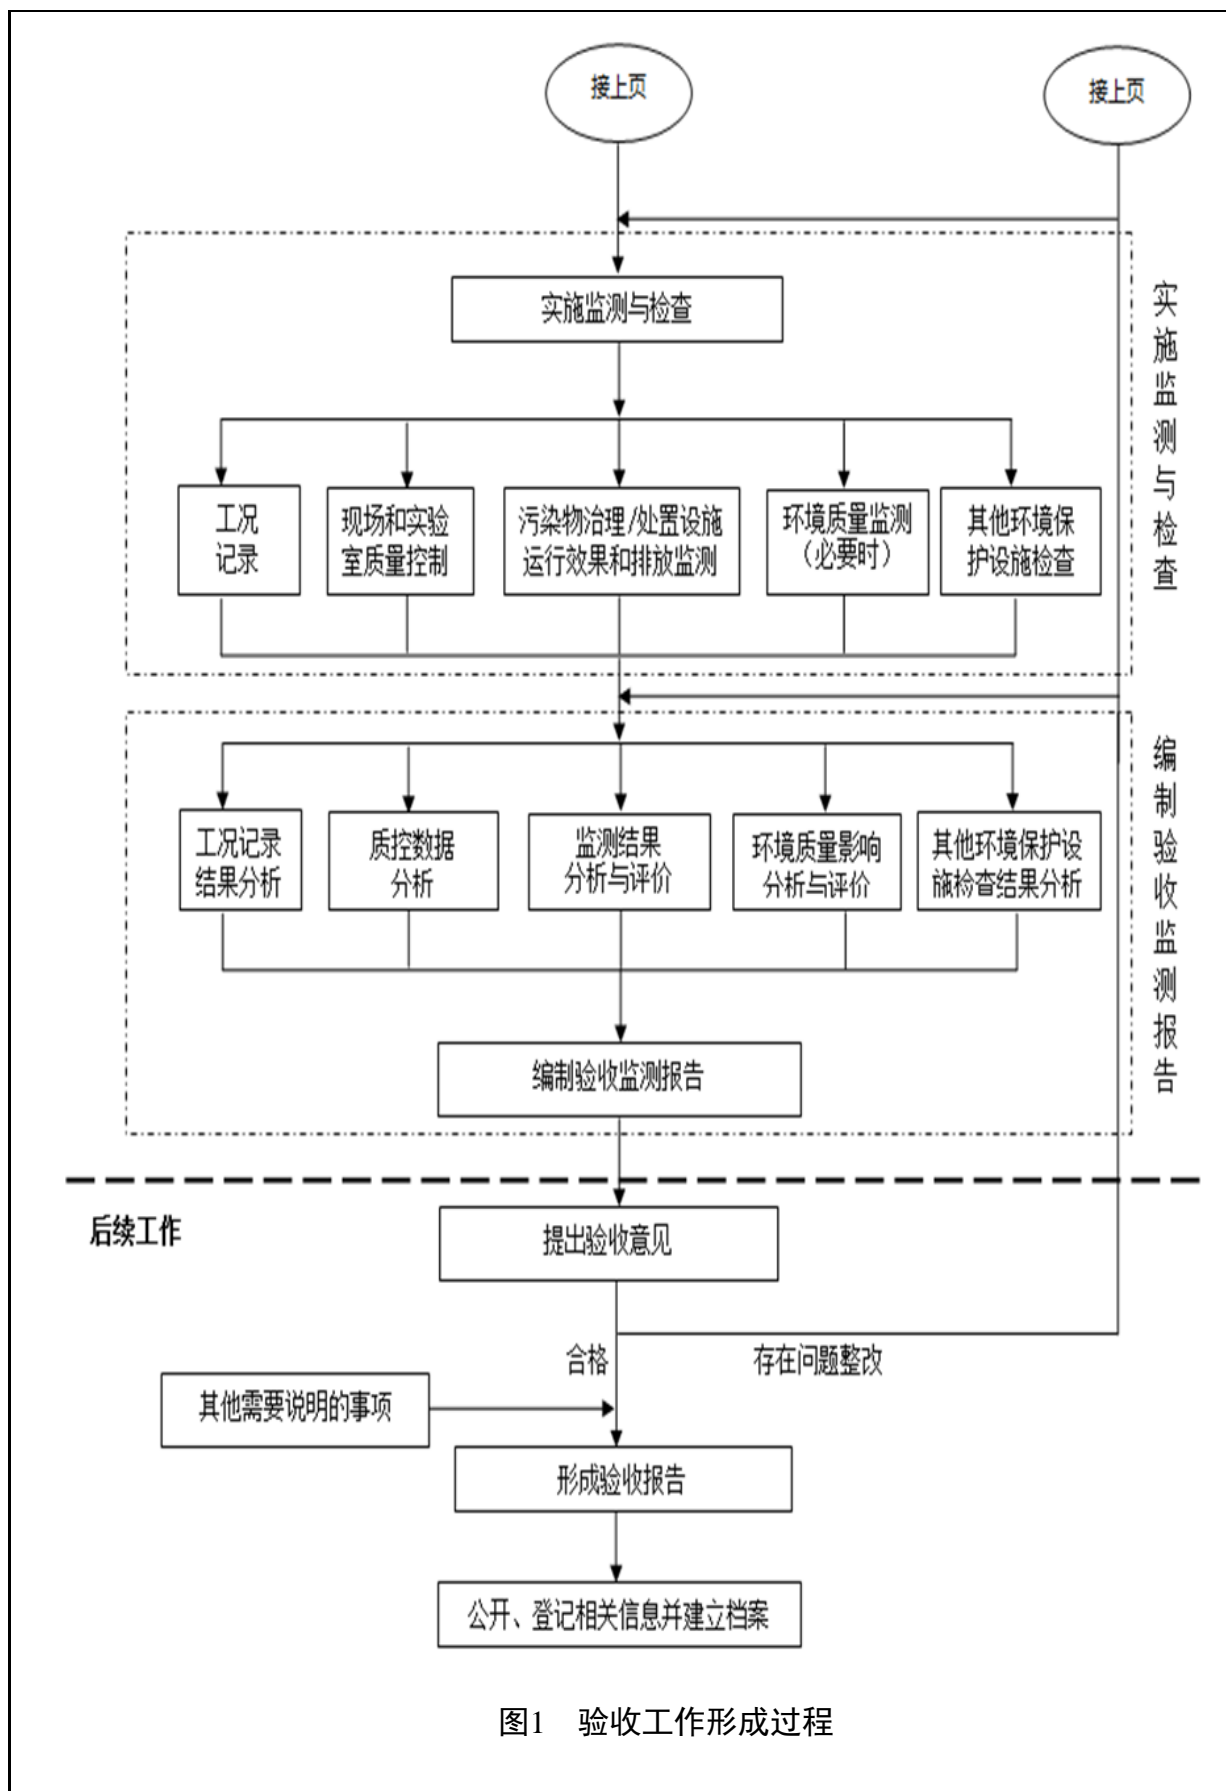 接上页
接上页
实施监测与检查
实施监测与检查
工况
记录
现场和实验
室质量控制
污染物治理/处置设施
运行效果和排放监测
环境质量监测
（必要时）
其他环境保
护设施检查
编制验收监测报告
工况记录
结果分析
质控数据
分析
监测结果
分析与评价
环境质量影响
分析与评价
其他环境保护设
施检查结果分析
编制验收监测报告
后续工作
提出验收意见
合格
存在问题整改
其他需要说明的事项
形成验收报告
公开、登记相关信息并建立档案
图1 验收工作形成过程